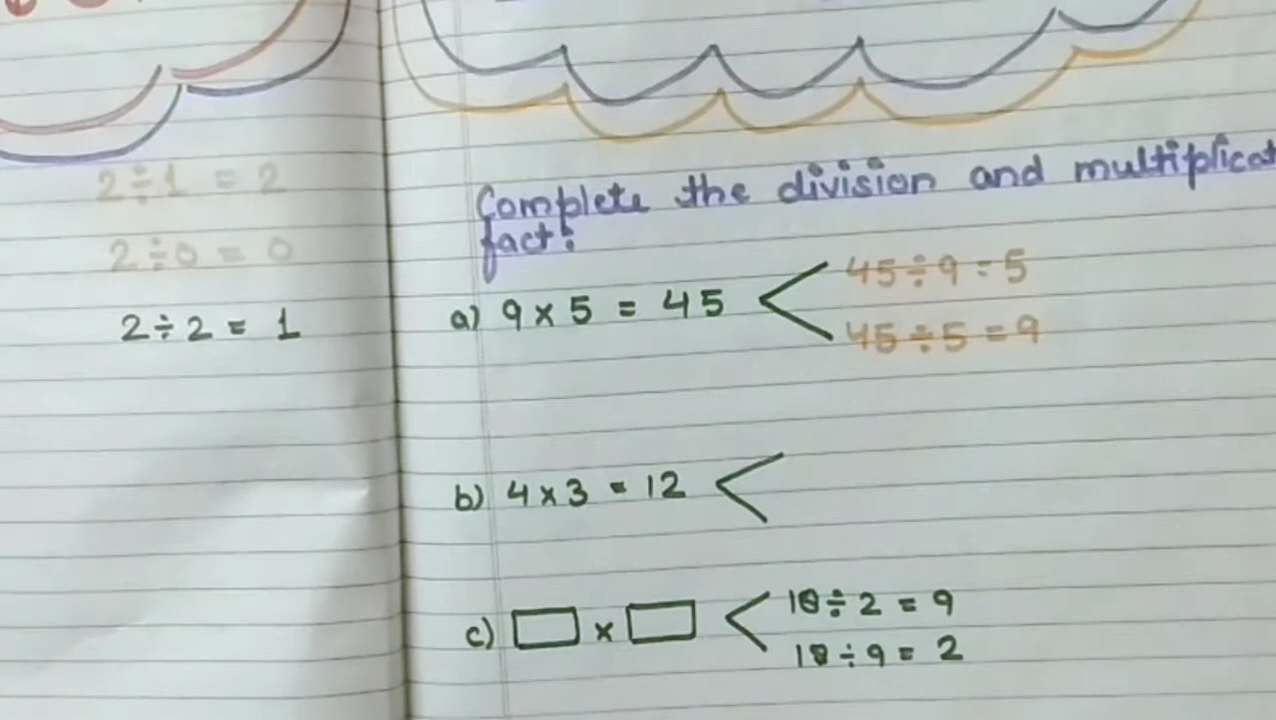 2÷1 = 2
2÷0 = 0
2÷2 = 1
Complete the division and multiplicat
fact:
a) 9×5 = 45
45÷9 = 5
45÷5 = 9
b) 4×3 = 12
c) × 
18÷2 = 9
18÷9 = 2